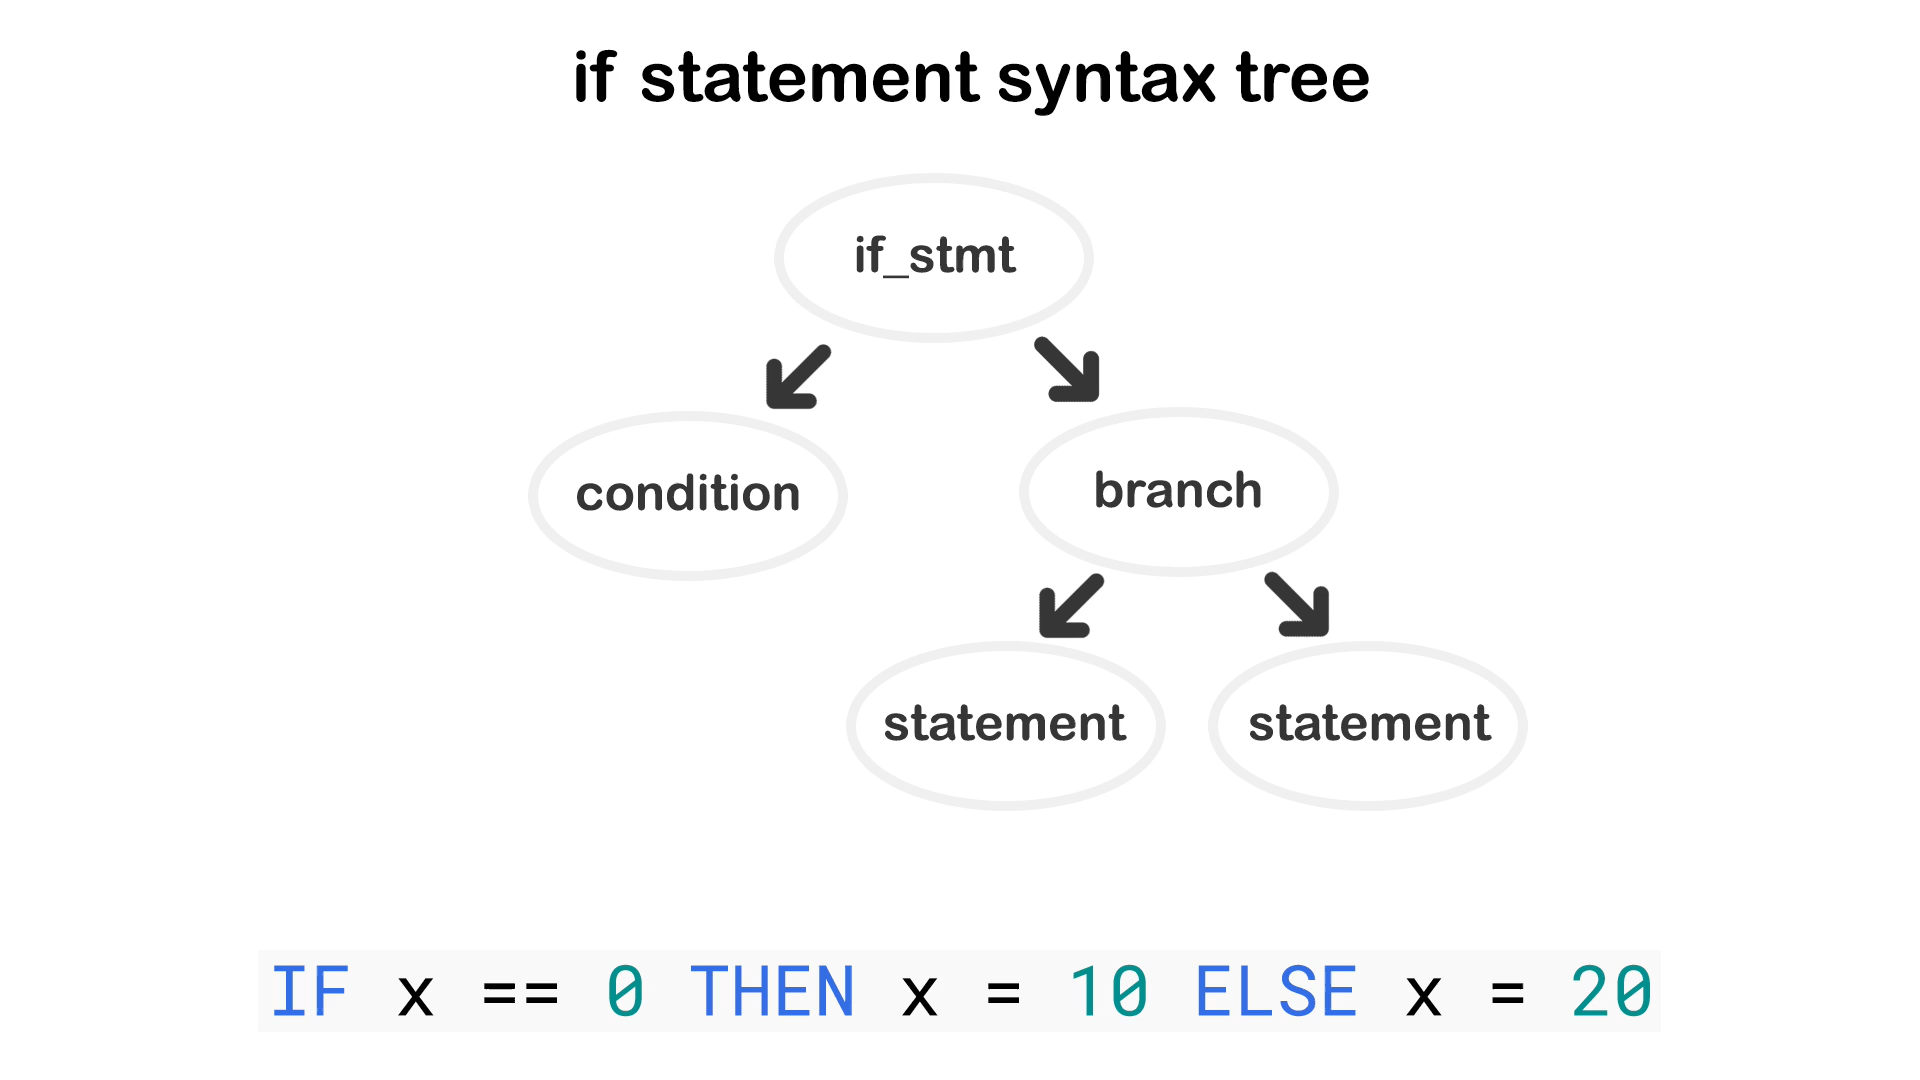 if statement syntax tree
if_stmt
condition
branch
statement
statement
IF x == 0 THEN x = 10 ELSE x = 20